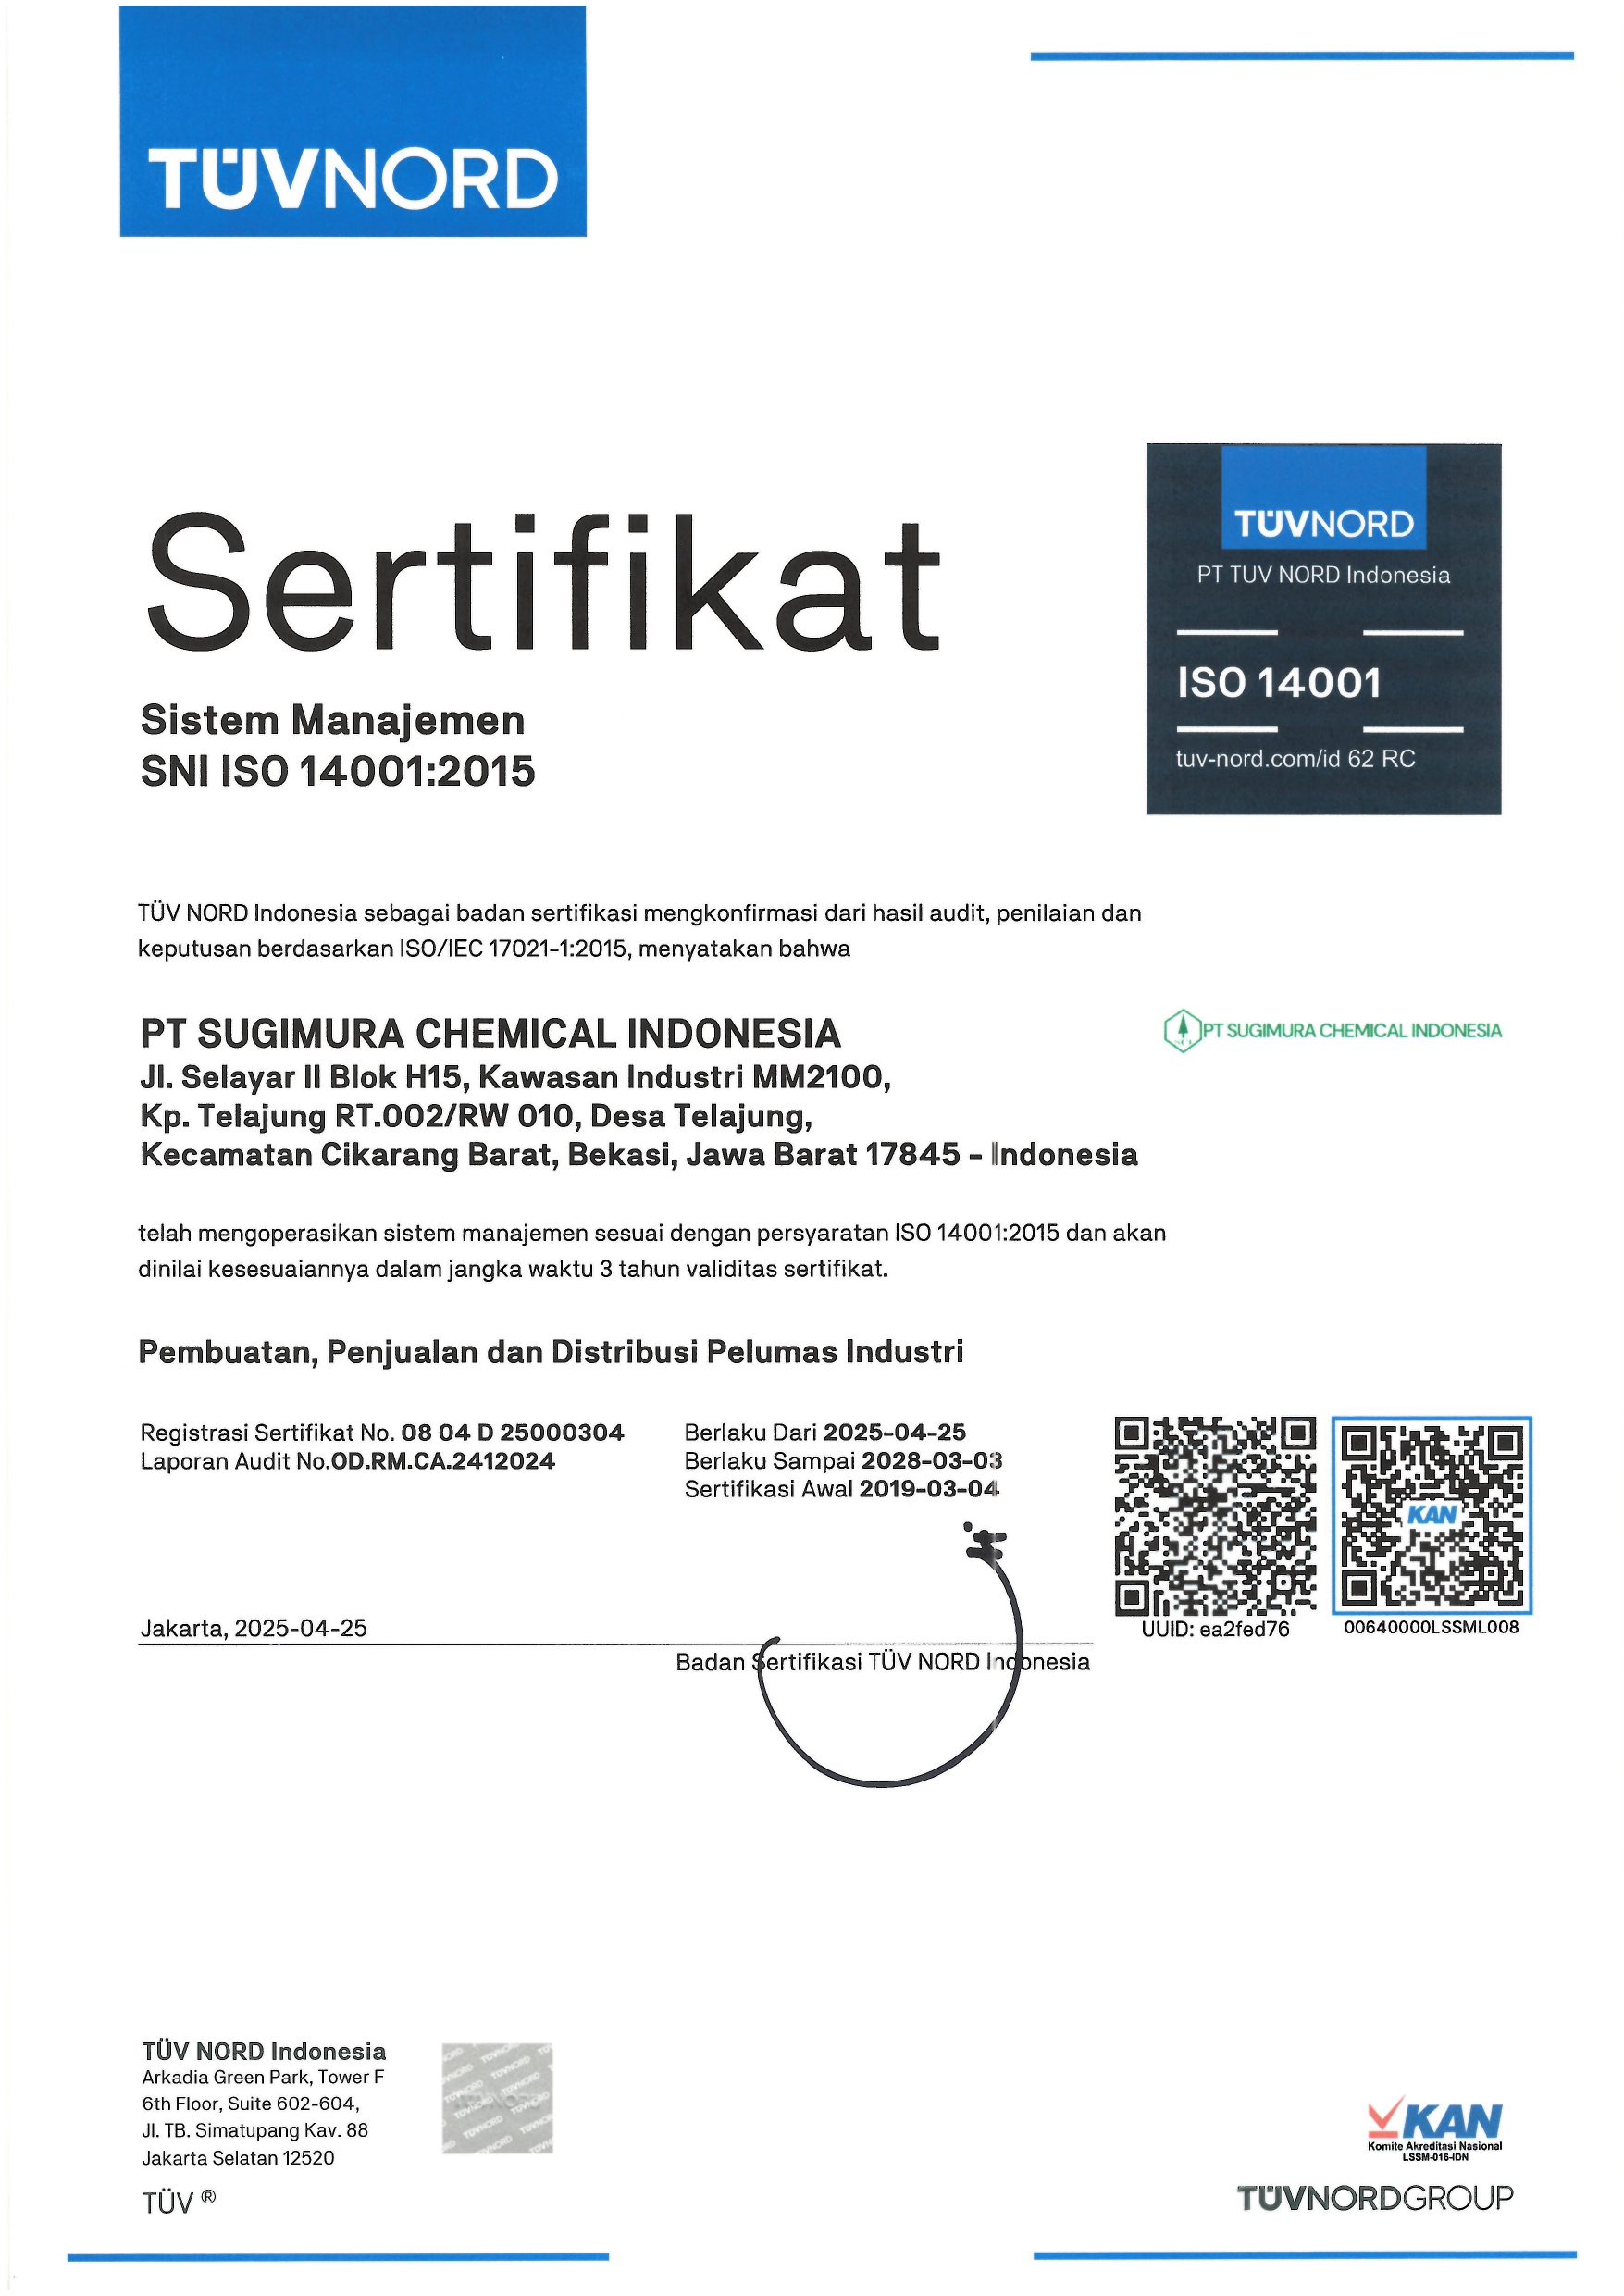 TÜVNORD
TÜVNORD
PT TUV NORD Indonesia
ISO 14001
tuv-nord.com/id 62 RC
Sertifikat
Sistem Manajemen
SNI ISO 14001:2015
TÜV NORD Indonesia sebagai badan sertifikasi mengkonfirmasi dari hasil audit, penilaian dan
keputusan berdasarkan ISO/IEC 17021-1:2015, menyatakan bahwa
PT SUGIMURA CHEMICAL INDONESIA
PT SUGIMURA CHEMICAL INDONESIA
Jl. Selayar II Blok H15, Kawasan Industri MM2100,
Kp. Telajung RT.002/RW 010, Desa Telajung,
Kecamatan Cikarang Barat, Bekasi, Jawa Barat 17845 - Indonesia
telah mengoperasikan sistem manajemen sesuai dengan persyaratan ISO 14001:2015 dan akan
dinilai kesesuaiannya dalam jangka waktu 3 tahun validitas sertifikat.
Pembuatan, Penjualan dan Distribusi Pelumas Industri
Registrasi Sertifikat No. 08 04 D 25000304
Laporan Audit No.OD.RM.CA.2412024
Berlaku Dari 2025-04-25
Berlaku Sampai 2028-03-03
Sertifikasi Awal 2019-03-04
KAN
UUID: ea2fed76
00640000LSSML008
Jakarta, 2025-04-25
Badan Sertifikasi TÜV NORD Indonesia
TÜV NORD Indonesia
Arkadia Green Park, Tower F
6th Floor, Suite 602-604,
Jl. TB. Simatupang Kav. 88
Jakarta Selatan 12520
TÜV ®
TÜVNORD
KAN
Komite Akreditasi Nasional
LSSM-016-IDN
TÜVNORDGROUP